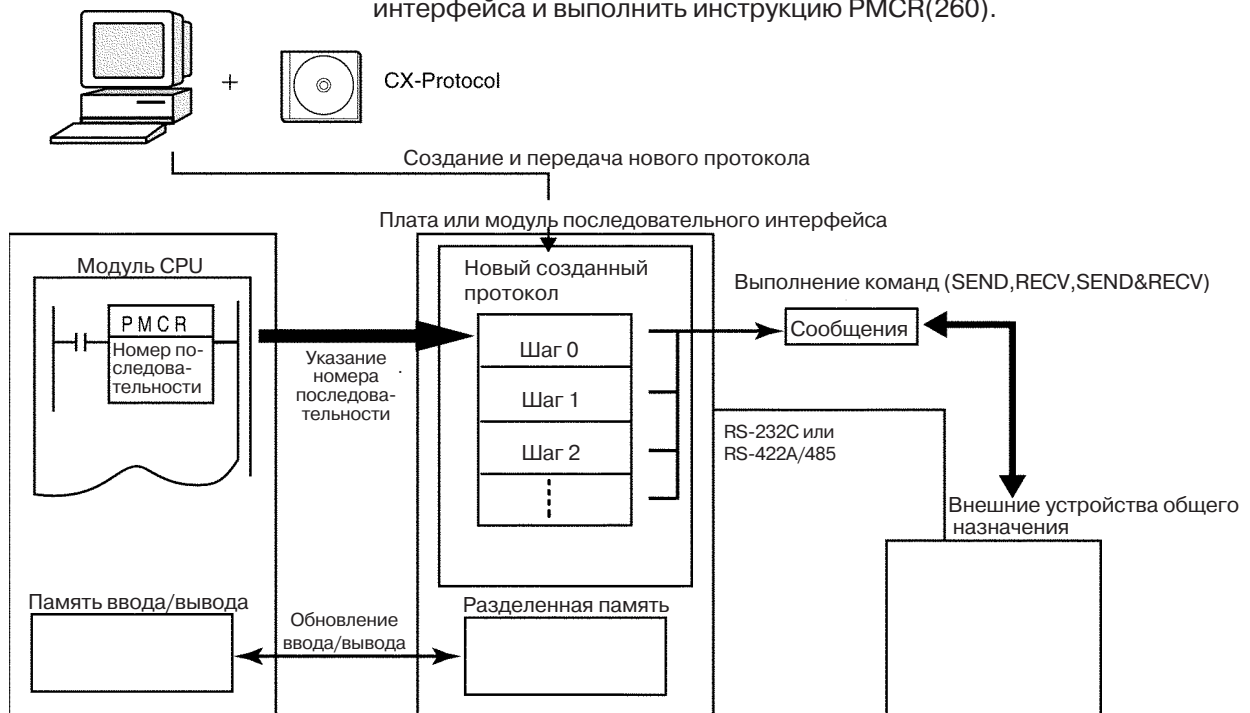 интерфейса и выполнить инструкцию PMCR(260).
+
CX-Protocol
Создание и передача нового протокола
Плата или модуль последовательного интерфейса
Модуль CPU
PMCR
Номер по-
следова-
тельности
Указание
номера
последова-
тельности
Новый созданный
протокол
Шаг 0
Шаг 1
Шаг 2
Выполнение команд (SEND,RECV,SEND&RECV)
Сообщения
RS-232C или
RS-422A/485
Внешние устройства общего
назначения
Память ввода/вывода
Обновление
ввода/вывода
Разделенная память